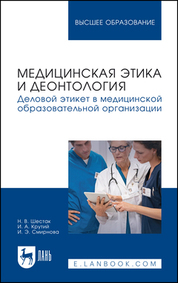 ВЫСШЕЕ ОБРАЗОВАНИЕ
МЕДИЦИНСКАЯ ЭТИКА
И ДЕОНТОЛОГИЯ
Деловой этикет в медицинской
образовательной организации
Н. В. Шестак
И. А. Крутий
И. Э. Смирнова
ЛАНЬ
E.LANBOOK.COM